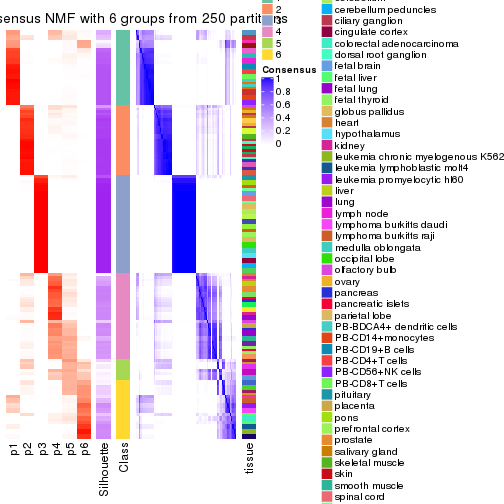 sensus NMF with 6 groups from 250 partitions
2
4
5
6
Consensus
1
0.8
0.6
0.4
0.2
0
p1
p2
p3
p4
p5
p6
Silhouette
Class
tissue
cerebellum peduncles
ciliary ganglion
cingulate cortex
colorectal adenocarcinoma
dorsal root ganglion
fetal brain
fetal liver
fetal lung
fetal thyroid
globus pallidus
heart
hypothalamus
kidney
leukemia chronic myelogenous K562
leukemia lymphoblastic molt4
leukemia promyelocytic hl60
liver
lung
lymph node
lymphoma burkitts daudi
lymphoma burkitts raji
medulla oblongata
occipital lobe
olfactory bulb
ovary
pancreas
pancreatic islets
parietal lobe
PB-BDCA4+ dendritic cells
PB-CD14+monocytes
PB-CD19+B cells
PB-CD4+T cells
PB-CD56+NK cells
PB-CD8+T cells
pituitary
placenta
pons
prefrontal cortex
prostate
salivary gland
skeletal muscle
skin
smooth muscle
spinal cord